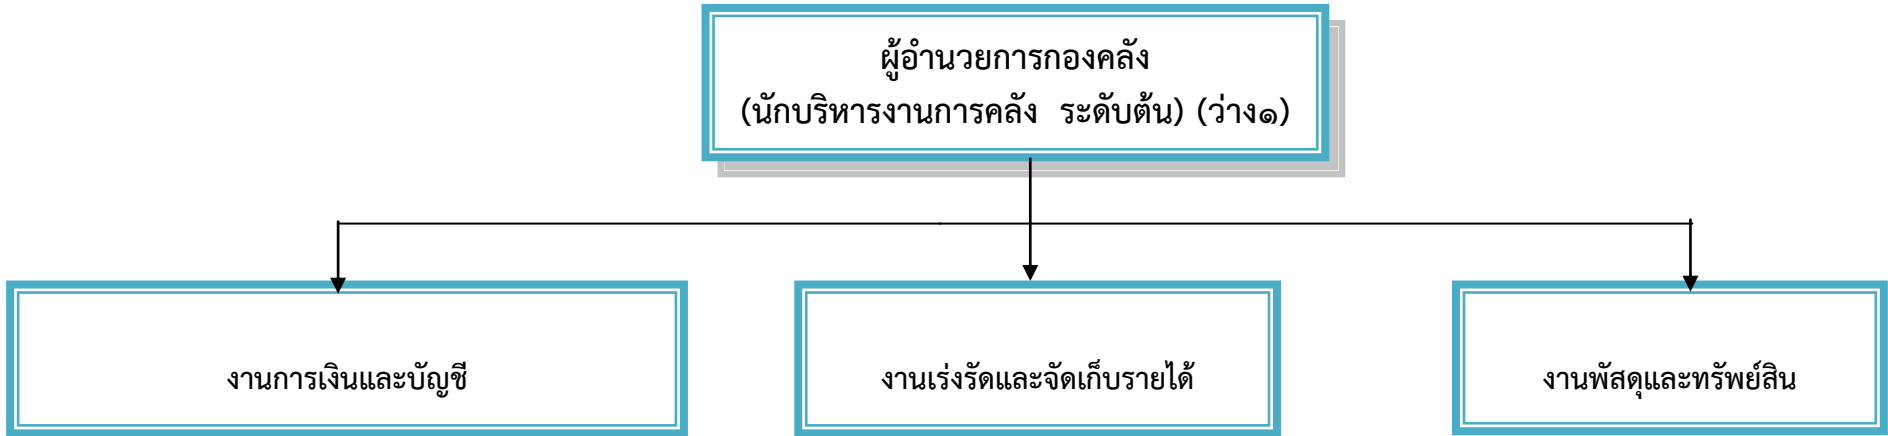 ผู้อำนวยการกองคลัง
(นักบริหารงานการคลัง ระดับต้น) (ว่าง๑)
งานการเงินและบัญชี
งานเร่งรัดและจัดเก็บรายได้
งานพัสดุและทรัพย์สิน